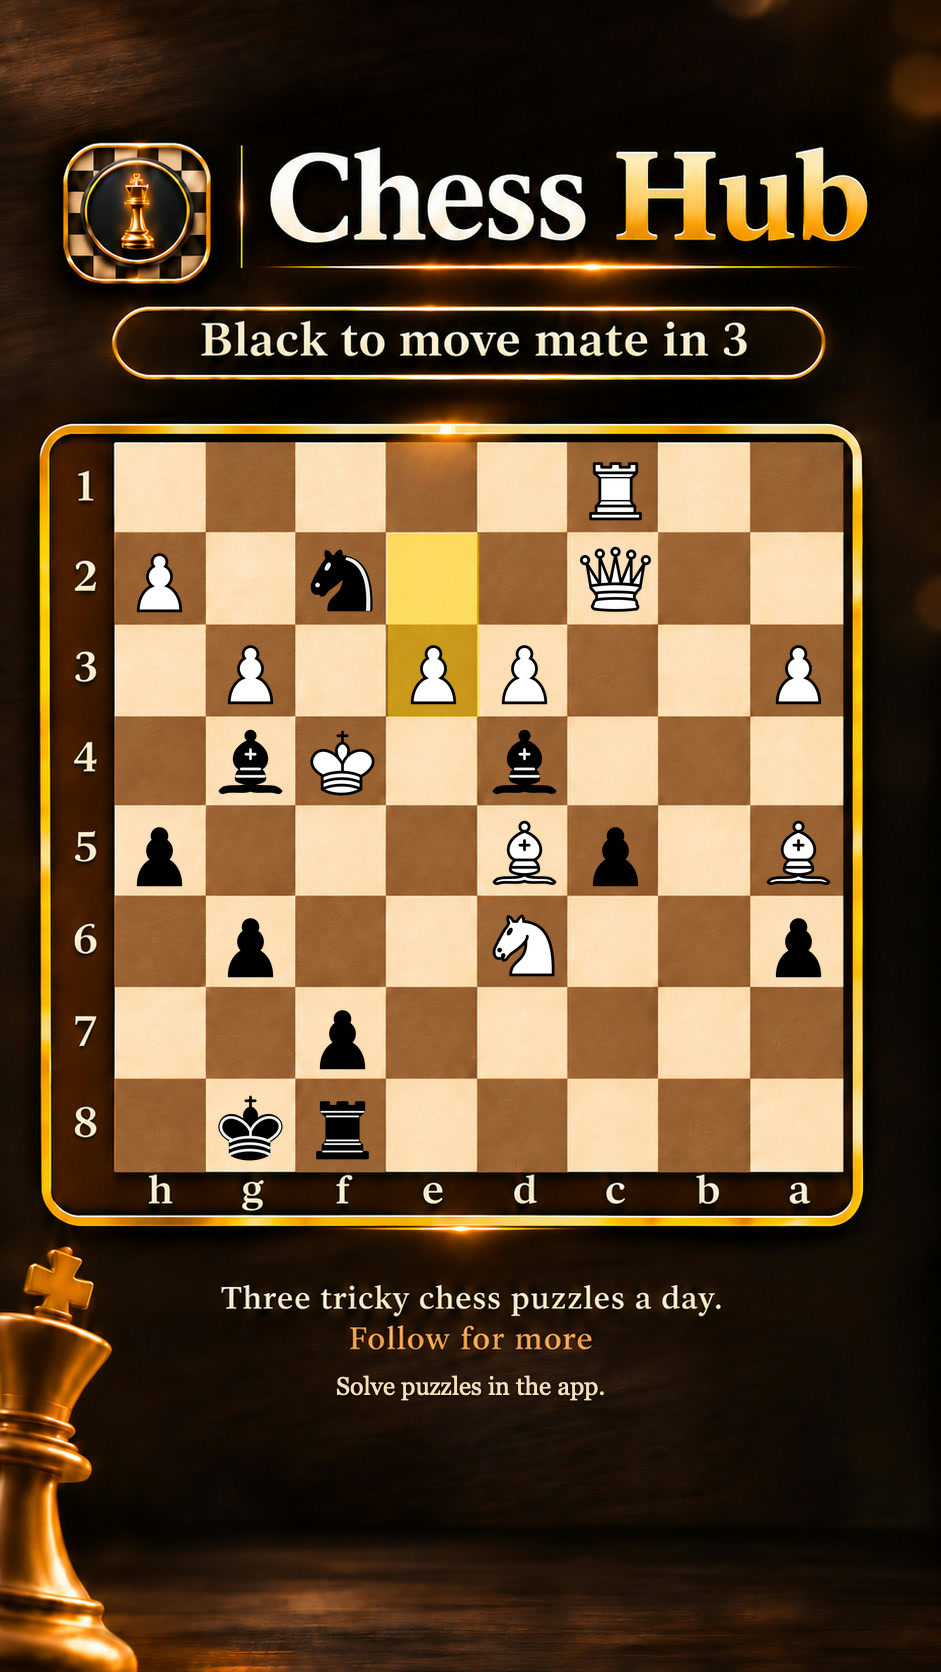 Chess Hub
Black to move mate in 3
1
2
3
4
5
6
7
8
h g f e d c b a
Three tricky chess puzzles a day.
Follow for more
Solve puzzles in the app.